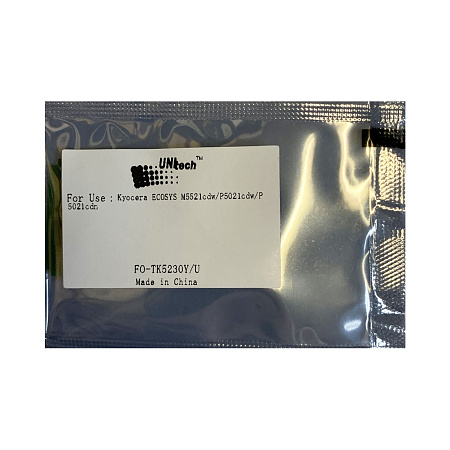 UNItech™
For Use : Kyocera ECOSYS M5521cdw/P5021cdw/P
5021cdn
FO-TK5230Y/U
Made in China